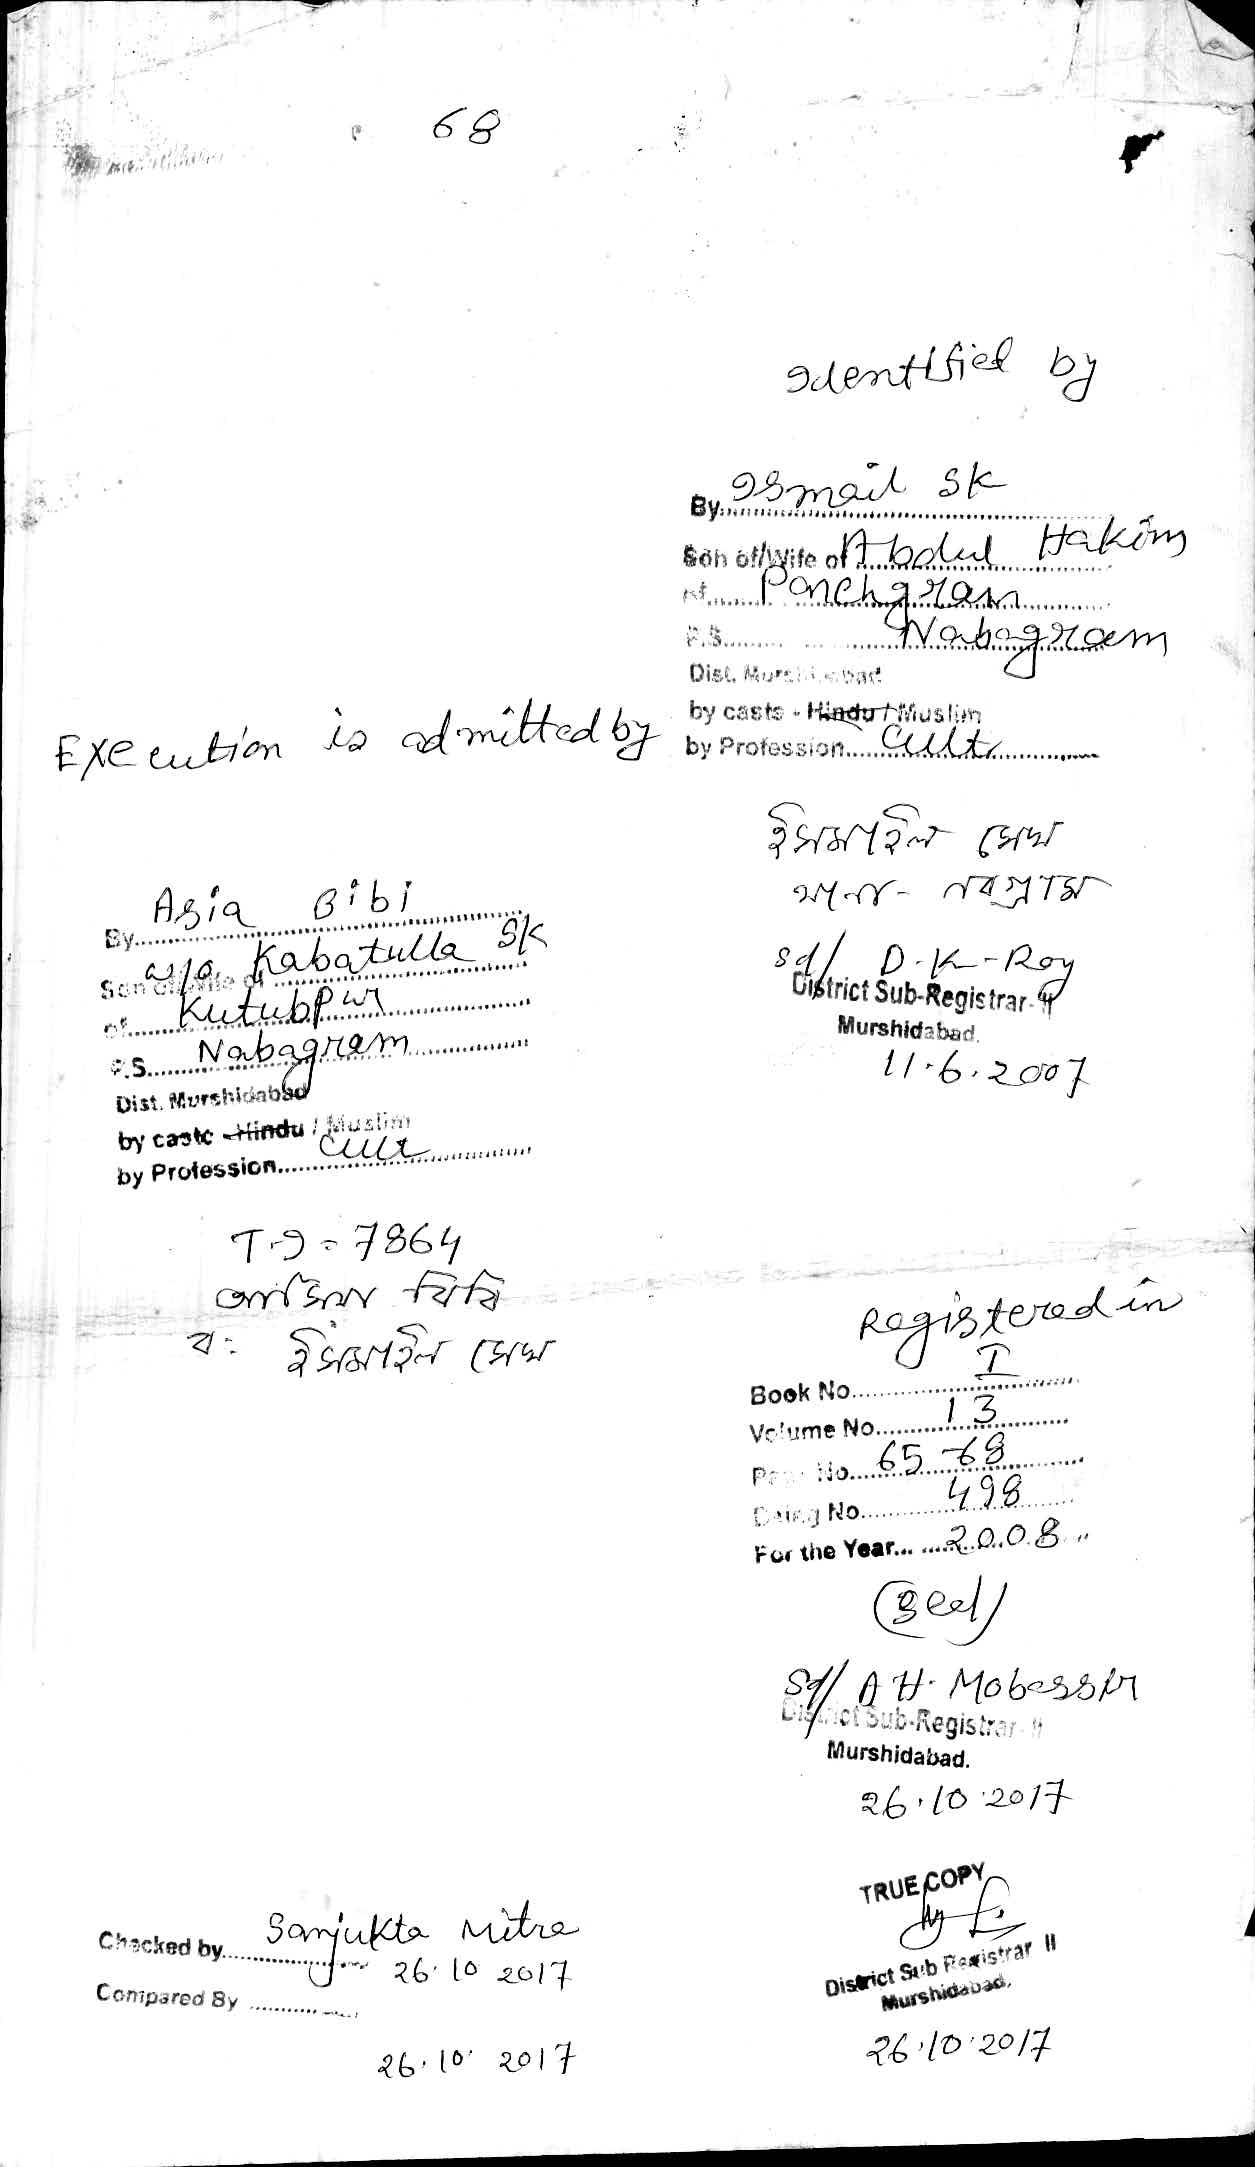 68
Identified by
By Ismail Sk
Son of/Wife of Abdul Hakim
of Panchgram
P.S. Nabagram
Dist. Murshidabad
by caste - Hindu / Muslim
by Profession Cult
ইসমাইল সেখ
থানা - নবগ্রাম
sd/ D.K-Roy
District Sub-Registrar-II
Murshidabad.
11.6.2007
Execution is admitted by
By Asia Bibi
Son of/Wife of w/o Kabatulla Sk
of Kutubpur
P.S. Nabagram
Dist. Murshidabad
by caste - Hindu / Muslim
by Profession Cult
T.I = 7864
আসিয়া বিবি
ব: ইসমাইল সেখ
Registered in
Book No. I
Volume No. 13
Page No. 65-68
Being No. 498
For the Year... 2008
(Seal)
Sd/ A H. Mobassir
District Sub-Registrar-II
Murshidabad.
26.10.2017
TRUE COPY
District Sub Registrar II
Murshidabad.
26.10.2017
Checked by Sanjukta Mitra
26.10 2017
Compared By
26.10. 2017